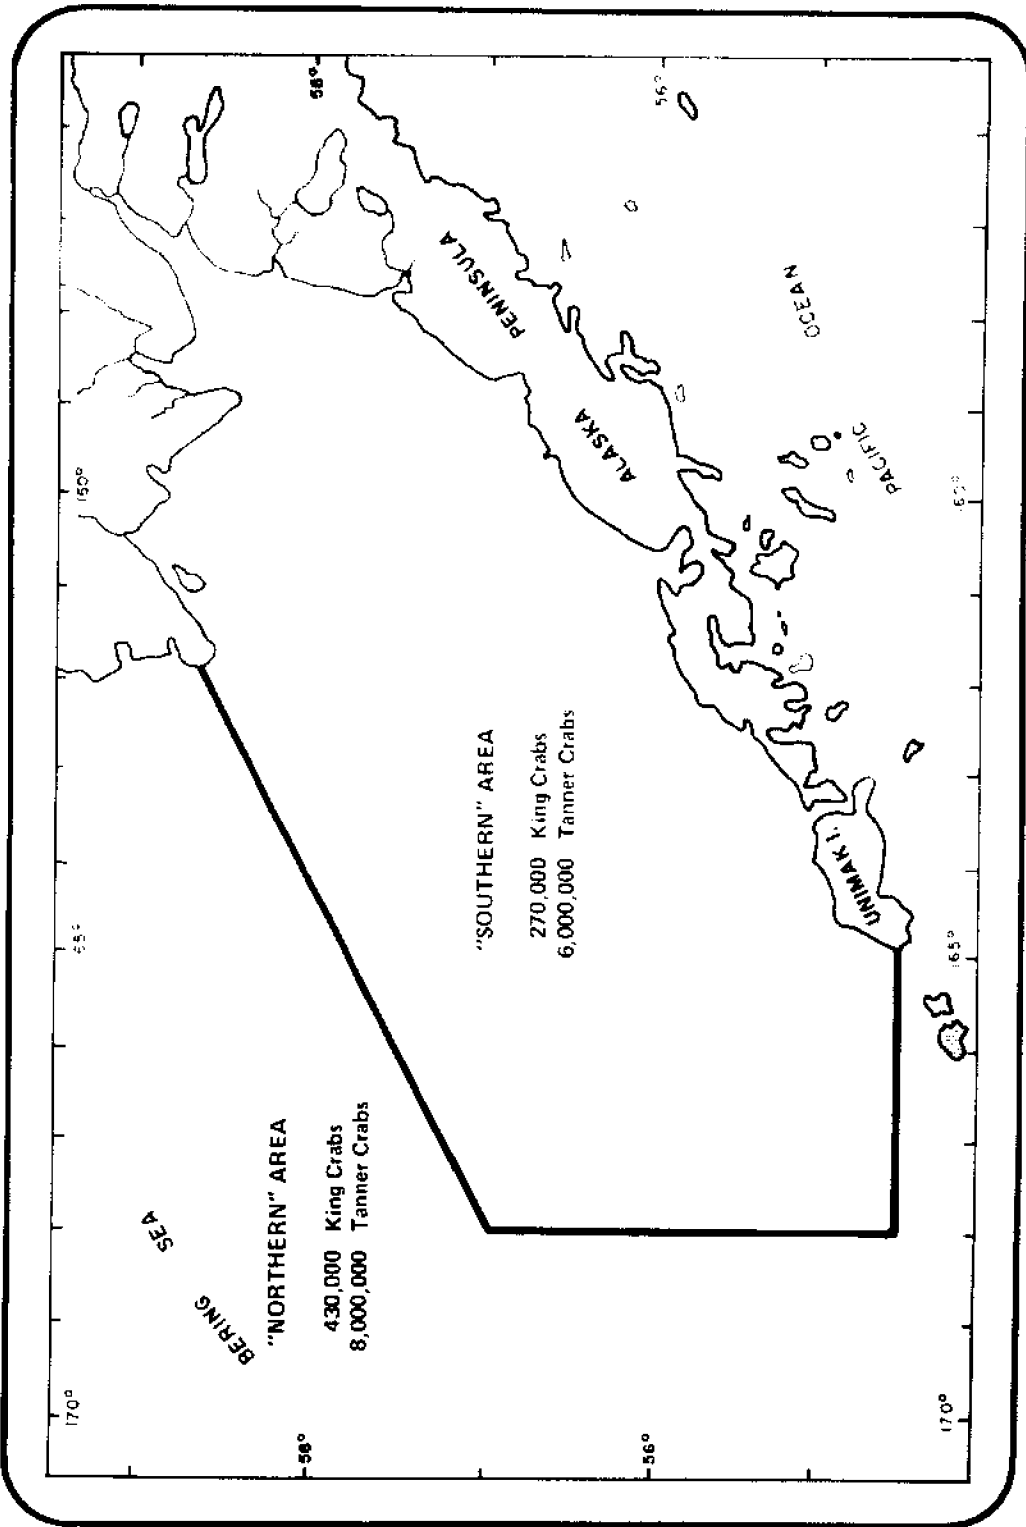 BERING
SEA
"NORTHERN" AREA
430,000 King Crabs
8,000,000 Tanner Crabs
"SOUTHERN" AREA
270,000 King Crabs
6,000,000 Tanner Crabs
ALASKA
PENINSULA
UNIMAK I.
PACIFIC
OCEAN
170°
58°
56°
170°
165°
56°